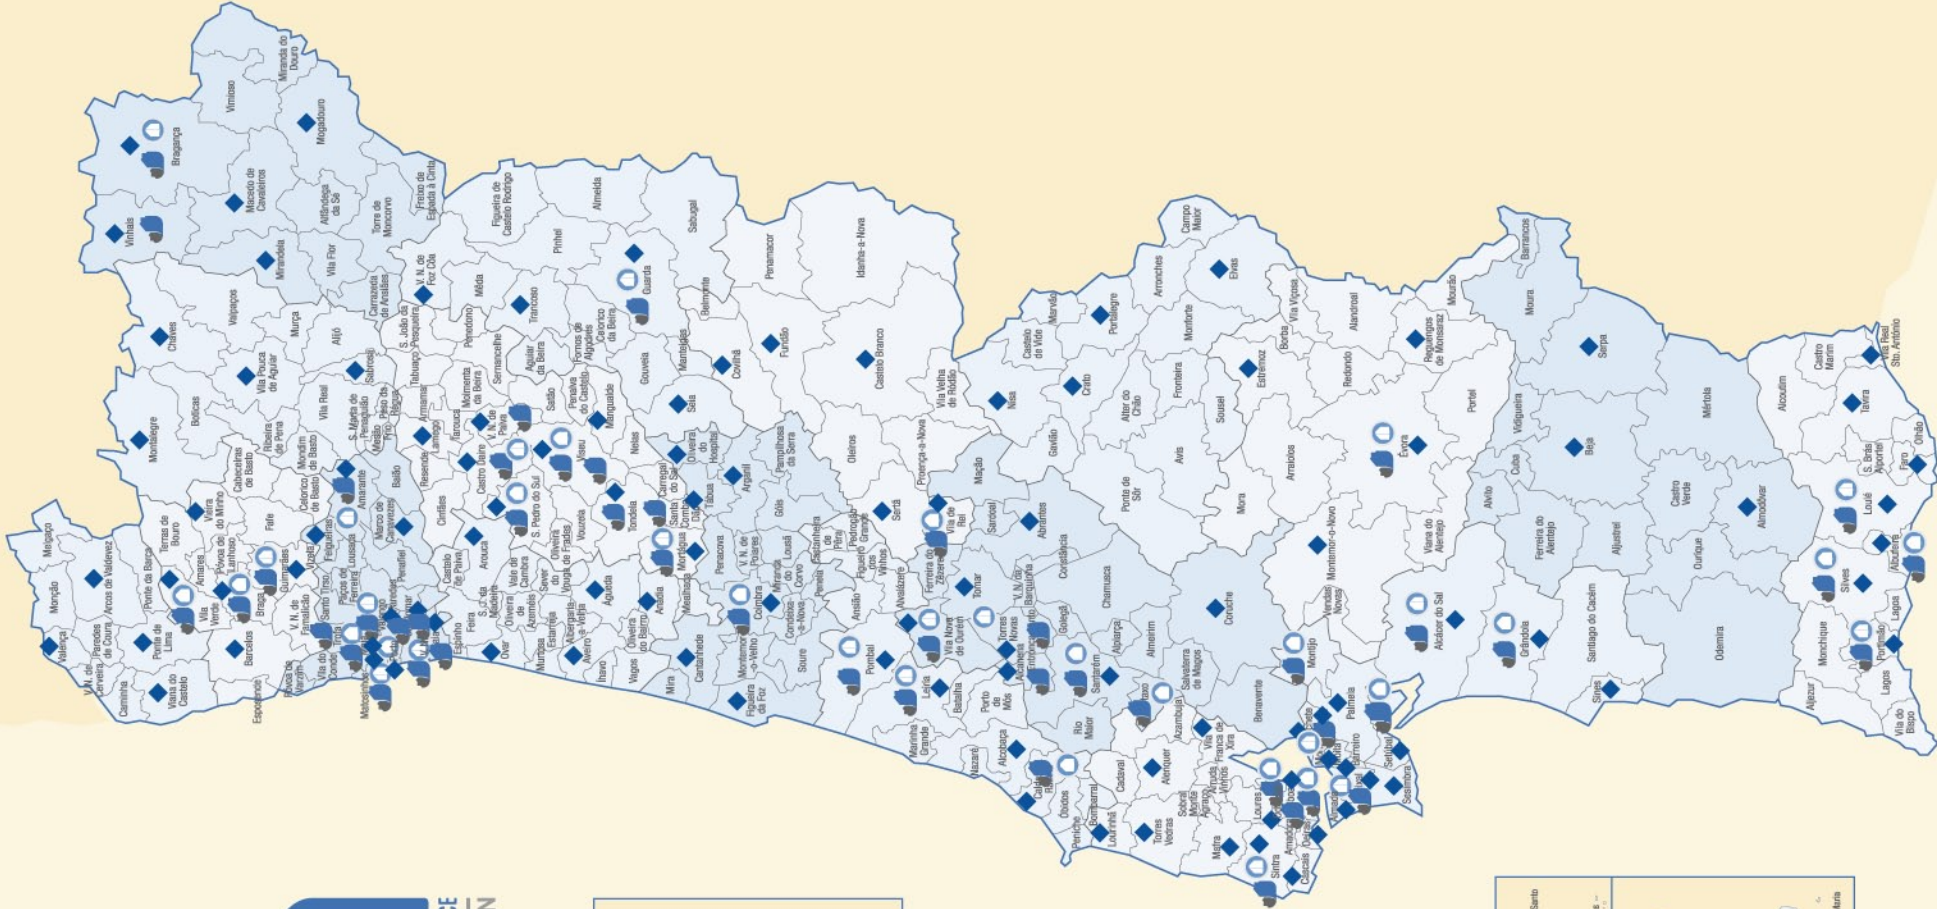 Melgaço
Monção
Valença
Arcos de Valdevez
Paredes
de Coura
V. N. de
Cerveira
Caminha
Ponte da Barca
Ponte de
Lima
Viana do
Castelo
Terras de
Bouro
Vieira
do Minho
Montalegre
Boticas
Chaves
Valpaços
Vinhais
Bragança
Vimioso
Miranda do
Douro
Mogadouro
Macedo de
Cavaleiros
Mirandela
Alfândega
da Sé
Vila Flor
Torre de
Moncorvo
Freixo de
Espada à Cinta
Carrazeda
de Ansiães
Murça
Alijó
Sabrosa
Vila Pouca
de Aguiar
Vila Real
Ribeira
de Pena
Mondim
de Basto
Cabeceiras
de Basto
Celorico
de Basto
S. Marta de
Penaguião
Peso da
Régua
Amares
Vila
Verde
Póvoa de
Lanhoso
Braga
Barcelos
Esposende
Fafe
Guimarães
Vizela
V. N. de
Famalicão
Santo Tirso
Póvoa de
Varzim
Vila do
Conde
Trofa
Matosinhos
Felgueiras
Lousada
Paços de
Ferreira
Penafiel
Amarante
Marco de
Canavezes
Baião
Resende
Lamego
Armamar
Tabuaço
S. João da
Pesqueira
V. N. de
Foz Côa
Figueira de
Castelo Rodrigo
Almeida
Pinhel
Mêda
Penedono
Sernancelhe
Trancoso
Aguiar
da Beira
Moimenta
da Beira
Tarouca
Castro Daire
Cinfães
Castelo
de Paiva
Arouca
Feira
Espinho
S. J. da
Madeira
Ovar
Oliveira
de
Azeméis
Vale de
Cambra
Sever
do
Vouga
Murtosa
Estarreja
Albergaria-
a-Velha
Aveiro
Ílhavo
Vagos
Oliveira
do Bairro
Águeda
Anadia
Mealhada
Oliveira
de Frades
Vouzela
S. Pedro do Sul
V. N. de
Paiva
Satão
Viseu
Penalva
do Castelo
Mangualde
Fornos de
Algodres
Celorico
da Beira
Guarda
Sabugal
Gouveia
Manteigas
Belmonte
Seia
Nelas
Tondela
Carregal
do Sal
Santa
Comba
Dão
Mortágua
Oliveira
do
Hospital
Tábua
Arganil
Covilhã
Fundão
Penamacor
Idanha-a-Nova
Castelo Branco
Vila Velha
de Ródão
Proença-a-Nova
Oleiros
Pampilhosa
da Serra
Góis
Penacova
V. N. de
Poiares
Lousã
Miranda
do
Corvo
Coimbra
Condeixa-
a-Nova
Montemor-
o-Velho
Cantanhede
Mira
Figueira
da Foz
Soure
Penela
Castanheira
de
Pêra
Pedrógão
Grande
Figueiró
dos
Vinhos
Ansião
Alvaiázere
Pombal
Leiria
Batalha
Marinha
Grande
Porto
de
Mós
Nazaré
Alcobaça
Sertã
Vila de
Rei
Ferreira do
Zêzere
Mação
Sardoal
Abrantes
Tomar
Vila Nova
de Ourém
Torres
Novas
V. N. da
Barquinha
Constância
Golegã
Alcanena
Chamusca
Alpiarça
Almeirim
Santarém
Rio
Maior
Óbidos
Peniche
Bombarral
Lourinhã
Cadaval
Azambuja
Alenquer
Torres
Vedras
Sobral
Monte
Agraço
Arruda
Vinhos
Vila
Franca de
Xira
Salvaterra
de Magos
Benavente
Coruche
Mafra
Loures
Sintra
Cascais
Oeiras
Almada
Barreiro
Palmela
Setúbal
Sesimbra
Montijo
Castelo
de Vide
Marvão
Portalegre
Nisa
Crato
Gavião
Ponte de
Sôr
Alter do
Chão
Fronteira
Avis
Sousel
Monforte
Arronches
Campo
Maior
Elvas
Mora
Arraiolos
Estremoz
Borba
Vila Viçosa
Alandroal
Redondo
Reguengos
de Monsaraz
Mourão
Évora
Montemor-o-Novo
Vendas
Novas
Viana do
Alentejo
Portel
Alcácer do Sal
Grândola
Santiago do Cacém
Sines
Alvito
Cuba
Vidigueira
Moura
Barrancos
Serpa
Beja
Ferreira do
Alentejo
Aljustrel
Castro
Verde
Mértola
Ourique
Almodôvar
Odemira
Aljezur
Monchique
Silves
Portimão
Lagoa
Lagos
Vila do
Bispo
Albufeira
Loulé
S. Brás
Alportel
Faro
Olhão
Tavira
Alcoutim
Castro
Marim
Vila Real
Sto. António
CE
Santo
Maria